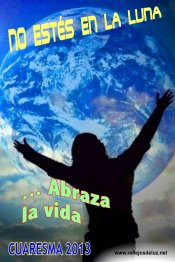 NO ESTÉS EN LA LUNA
... Abraza
la vida
CUARESMA 2013
www.reflejosdeluz.net